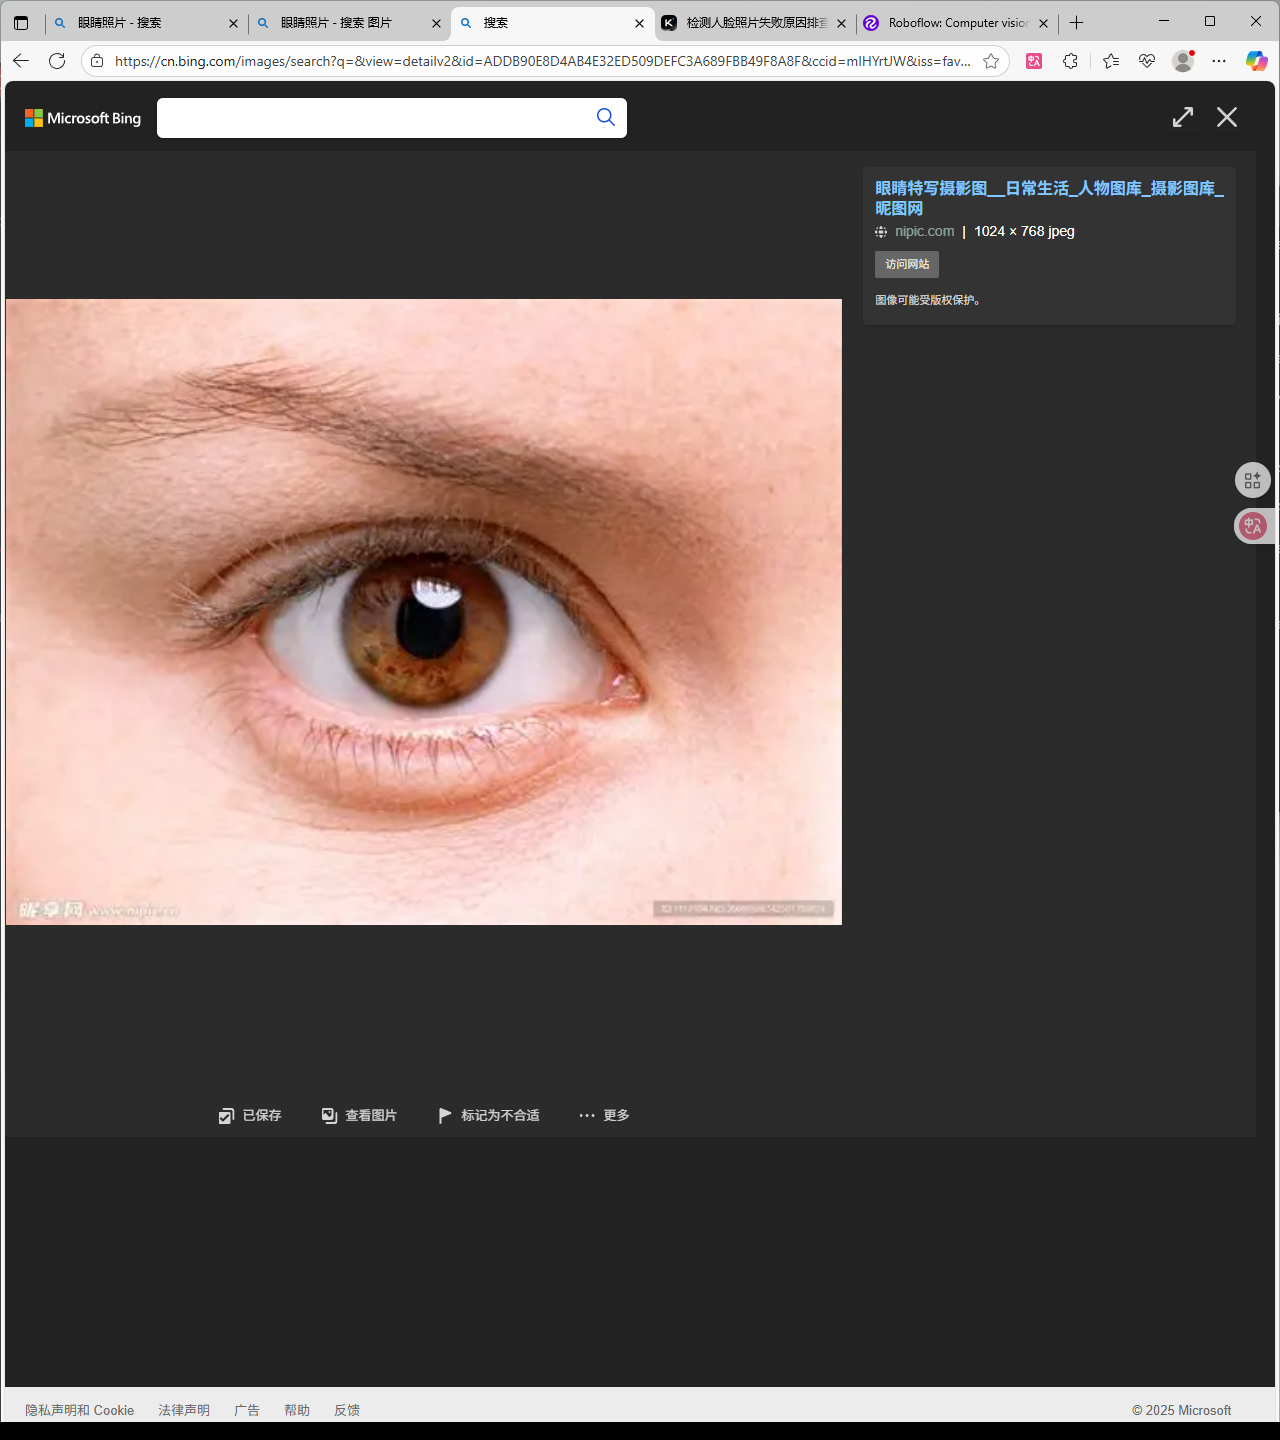 眼睛照片 - 搜索
眼睛照片 - 搜索 图片
搜索
检测人脸照片失败原因排查
Roboflow: Computer vision
https://cn.bing.com/images/search?q=&view=detailv2&id=ADDB90E8D4AB4E32ED509DEFC3A689FBB49F8A8F&ccid=mIHYrtJW&iss=fav...
Microsoft Bing
眼睛特写摄影图__日常生活_人物图库_摄影图库_
昵图网
nipic.com | 1024 × 768 jpeg
访问网站
图像可能受版权保护。
昵享网 www.nipic.cn
已保存
查看图片
标记为不合适
更多
隐私声明和 Cookie
法律声明
广告
帮助
反馈
© 2025 Microsoft